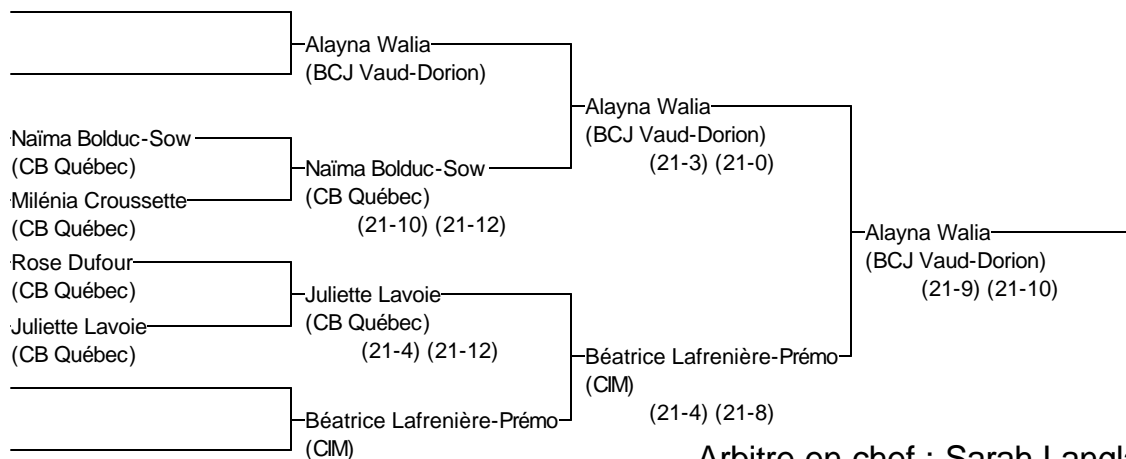 Alayna Walia
(BCJ Vaud-Dorion)
Alayna Walia
(BCJ Vaud-Dorion)
(21-3) (21-0)
Naïma Bolduc-Sow
(CB Québec)
Naïma Bolduc-Sow
(CB Québec)
(21-10) (21-12)
Milénia Croussette
(CB Québec)
Alayna Walia
(BCJ Vaud-Dorion)
(21-9) (21-10)
Rose Dufour
(CB Québec)
Juliette Lavoie
(CB Québec)
(21-4) (21-12)
Juliette Lavoie
(CB Québec)
Béatrice Lafrenière-Prémo
(CIM)
(21-4) (21-8)
Béatrice Lafrenière-Prémo
(CIM)
Arbitre en chef : Sarah